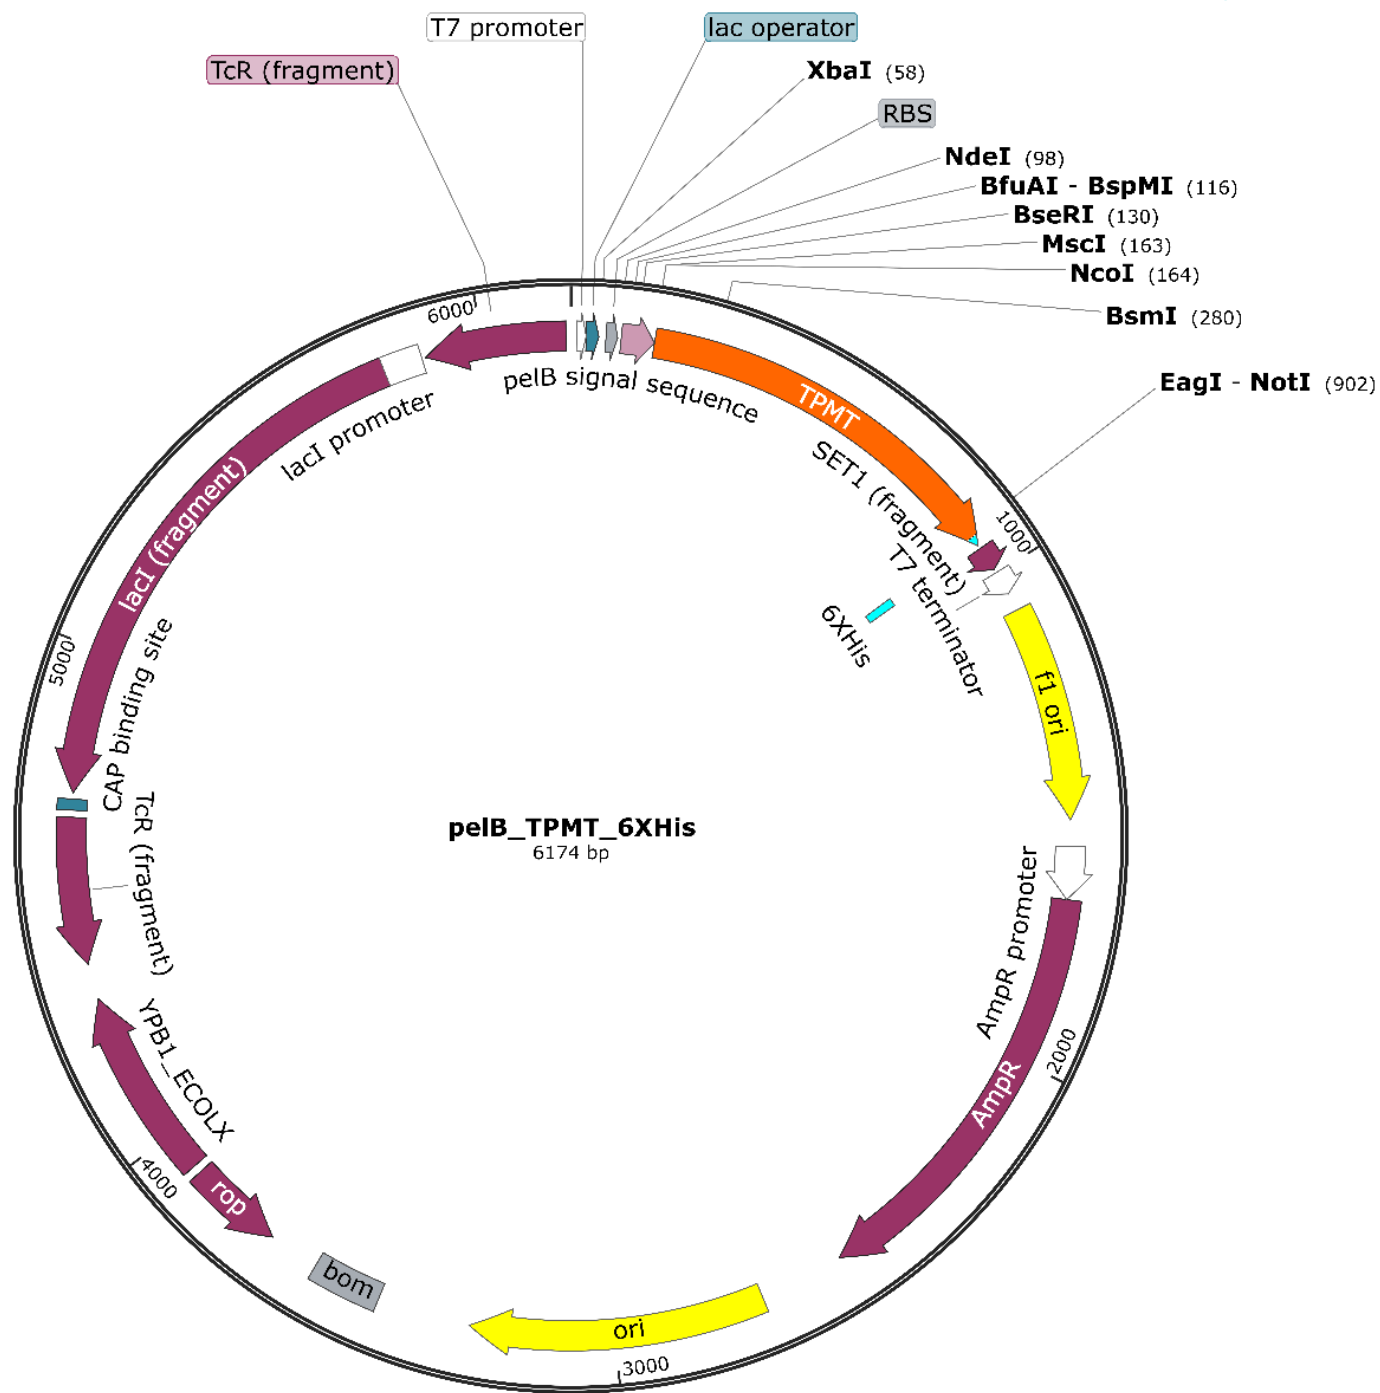 T7 promoter
lac operator
TcR (fragment)
XbaI (58)
RBS
NdeI (98)
BfuAI - BspMI (116)
BseRI (130)
MscI (163)
NcoI (164)
BsmI (280)
EagI - NotI (902)
6000
pelB signal sequence
TPMT
lacI promoter
SET1 (fragment)
1000
T7 terminator
6XHis
lacI (fragment)
f1 ori
5000
CAP binding site
TcR (fragment)
pelB_TPMT_6XHis
6174 bp
AmpR promoter
AmpR
2000
YPB1_ECOLX
4000
rop
bom
ori
3000